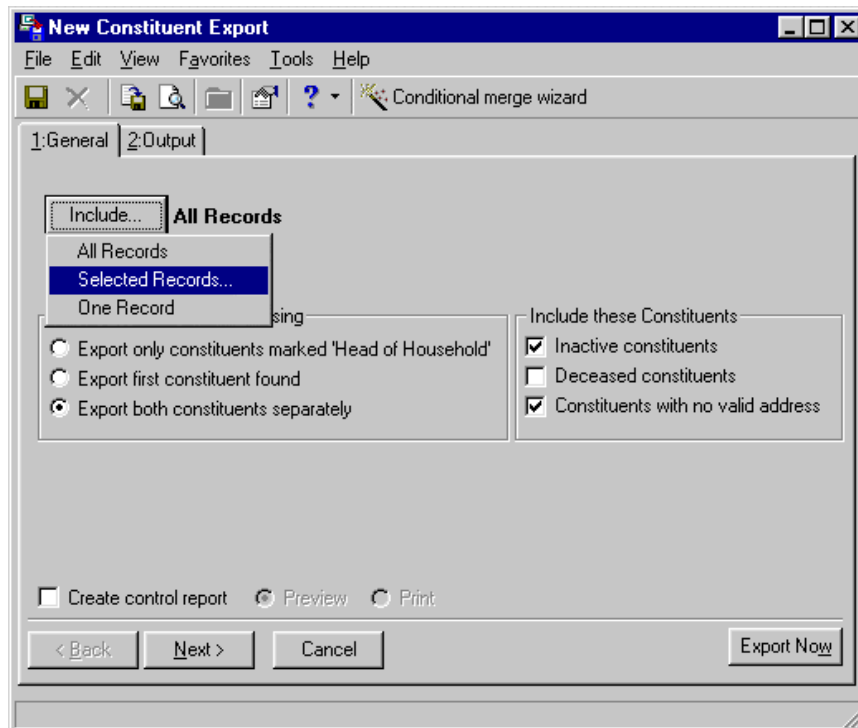 New Constituent Export
File Edit View Favorites Tools Help
? Conditional merge wizard
1:General 2:Output
Include... All Records
All Records
Selected Records...
One Record
Include these Constituents
Export only constituents marked 'Head of Household'
Export first constituent found
Export both constituents separately
Inactive constituents
Deceased constituents
Constituents with no valid address
Create control report Preview Print
< Back Next > Cancel Export Now